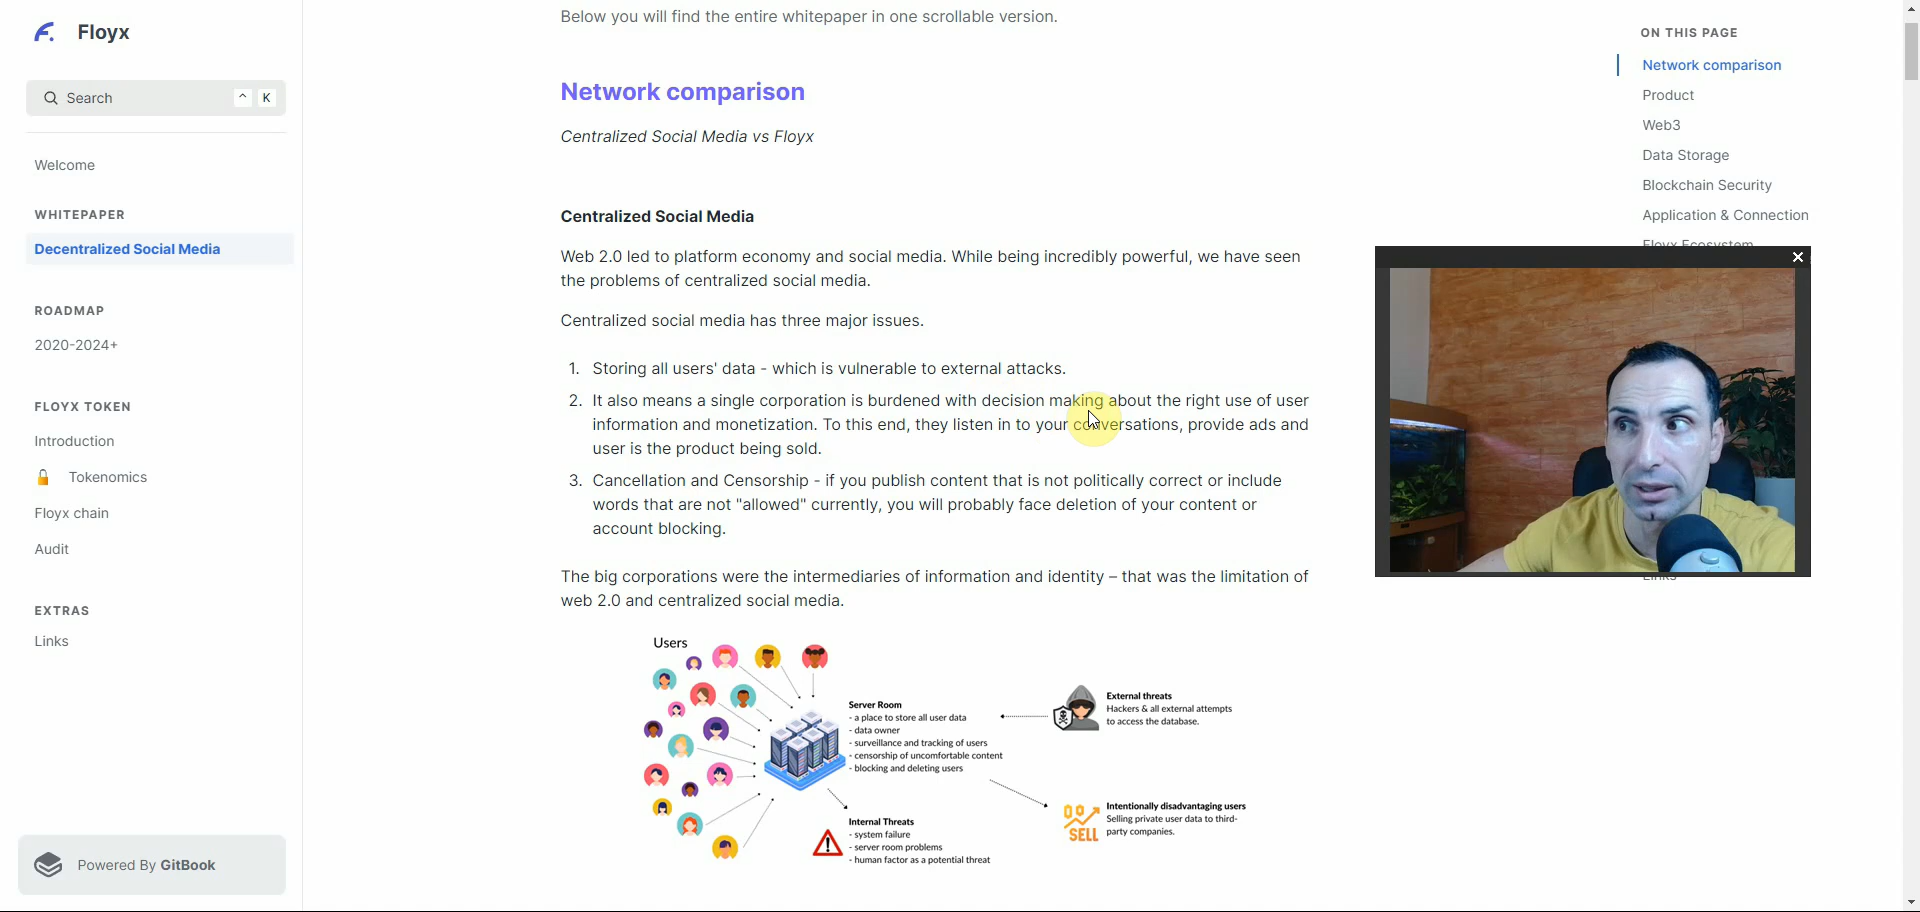 Floyx
Search
^ K
Welcome
WHITEPAPER
Decentralized Social Media
ROADMAP
2020-2024+
FLOYX TOKEN
Introduction
Tokenomics
Floyx chain
Audit
EXTRAS
Links
Powered By GitBook
Below you will find the entire whitepaper in one scrollable version.
Network comparison
Centralized Social Media vs Floyx
Centralized Social Media
Web 2.0 led to platform economy and social media. While being incredibly powerful, we have seen
the problems of centralized social media.
Centralized social media has three major issues.
1. Storing all users' data - which is vulnerable to external attacks.
2. It also means a single corporation is burdened with decision making about the right use of user
information and monetization. To this end, they listen in to your conversations, provide ads and
user is the product being sold.
3. Cancellation and Censorship - if you publish content that is not politically correct or include
words that are not "allowed" currently, you will probably face deletion of your content or
account blocking.
The big corporations were the intermediaries of information and identity – that was the limitation of
web 2.0 and centralized social media.
Users
Server Room
- a place to store all user data
- data owner
- surveillance and tracking of users
- censorship of uncomfortable content
- blocking and deleting users
External threats
Hackers & all external attempts
to access the database.
Internal Threats
- system failure
- server room problems
- human factor as a potential threat
SELL
Intentionally disadvantaging users
Selling private user data to third-
party companies.
ON THIS PAGE
Network comparison
Product
Web3
Data Storage
Blockchain Security
Application & Connection
Floyx Ecosystem
Links